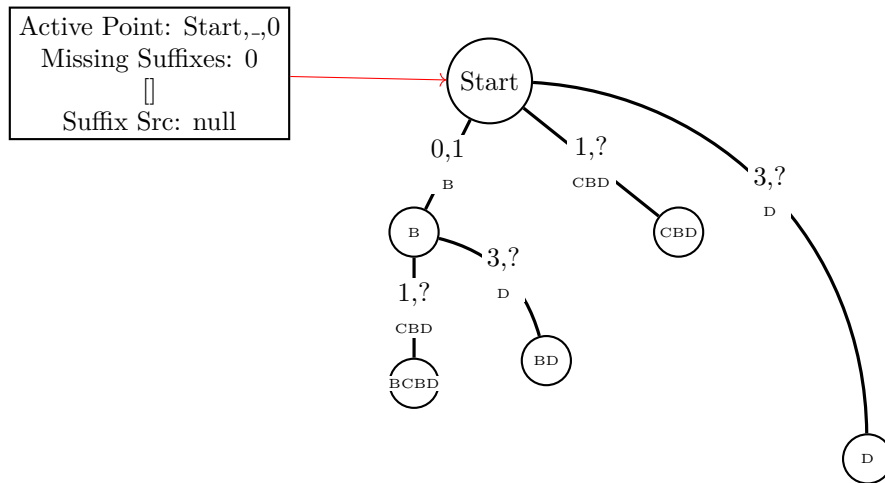 Active Point: Start,_,0
Missing Suffixes: 0
[]
Suffix Src: null
Start
0,1
B
1,?
CBD
3,?
D
B
CBD
3,?
D
1,?
CBD
BD
BCBD
D